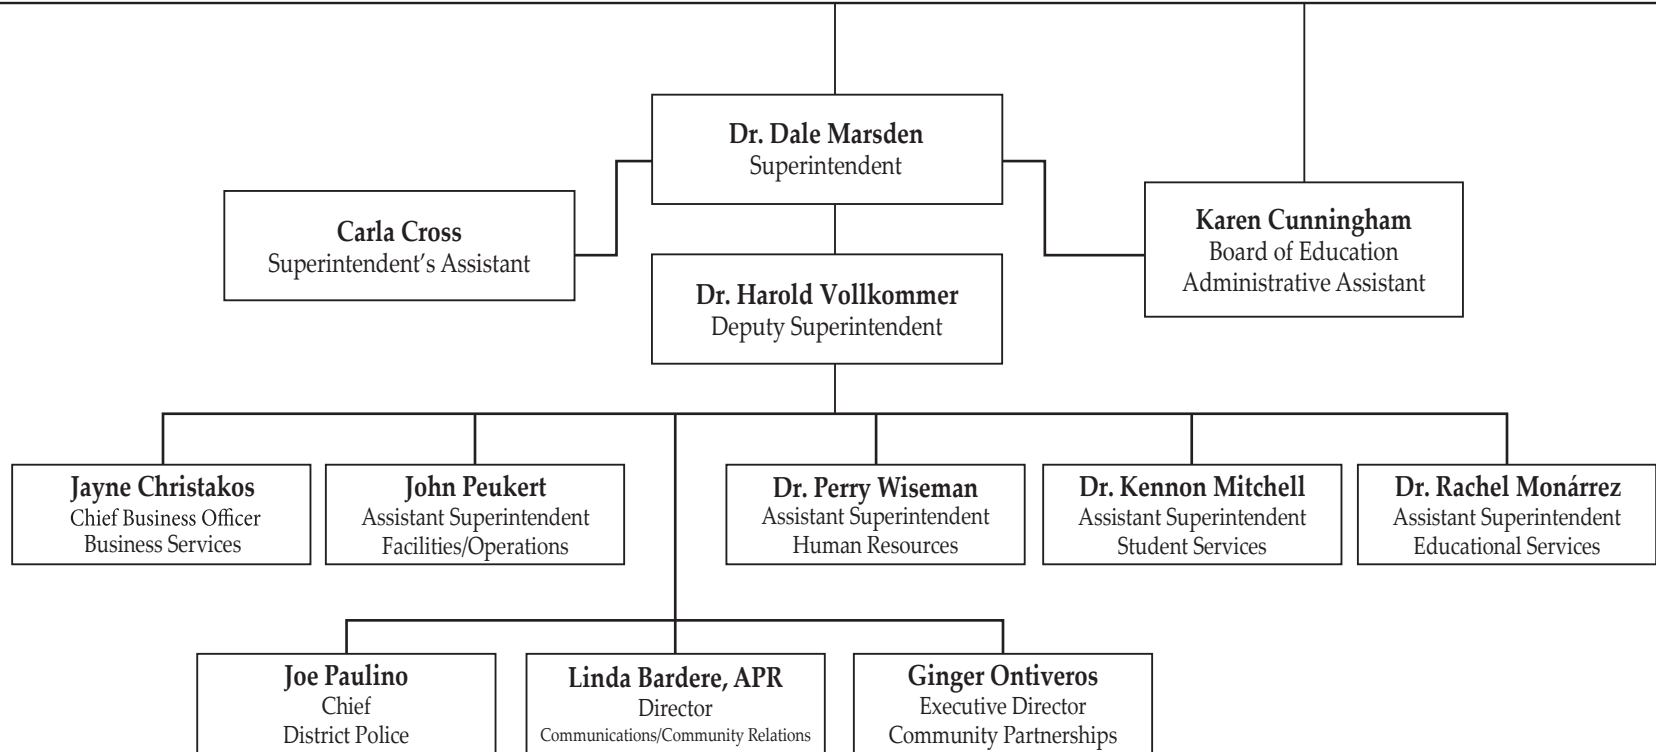 Dr. Dale Marsden
Superintendent
Carla Cross
Superintendent's Assistant
Karen Cunningham
Board of Education
Administrative Assistant
Dr. Harold Vollkommer
Deputy Superintendent
Jayne Christakos
Chief Business Officer
Business Services
John Peukert
Assistant Superintendent
Facilities/Operations
Dr. Perry Wiseman
Assistant Superintendent
Human Resources
Dr. Kennon Mitchell
Assistant Superintendent
Student Services
Dr. Rachel Monárrez
Assistant Superintendent
Educational Services
Joe Paulino
Chief
District Police
Linda Bardere, APR
Director
Communications/Community Relations
Ginger Ontiveros
Executive Director
Community Partnerships